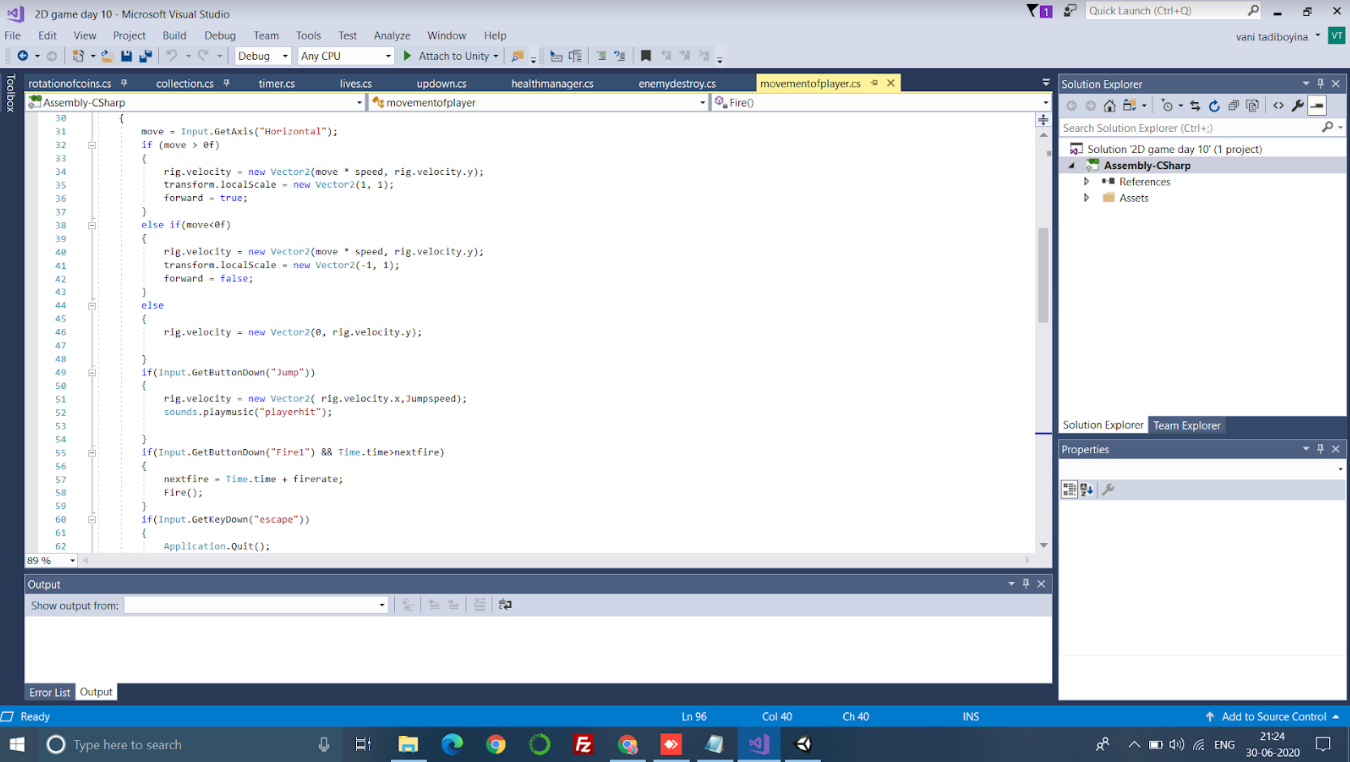 2D game day 10 - Microsoft Visual Studio
1
Quick Launch (Ctrl+Q)
File Edit View Project Build Debug Team Tools Test Analyze Window Help
vani tadiboyina VT
Debug Any CPU Attach to Unity
Toolbox
rotationofcoins.cs collection.cs timer.cs lives.cs updown.cs healthmanager.cs enemydestroy.cs movementofplayer.cs
Assembly-CSharp movementofplayer Fire()
30 {
31 move = Input.GetAxis("Horizontal");
32 if (move > 0f)
33 {
34 rig.velocity = new Vector2(move * speed, rig.velocity.y);
35 transform.localScale = new Vector2(1, 1);
36 forward = true;
37 }
38 else if(move<0f)
39 {
40 rig.velocity = new Vector2(move * speed, rig.velocity.y);
41 transform.localScale = new Vector2(-1, 1);
42 forward = false;
43 }
44 else
45 {
46 rig.velocity = new Vector2(0, rig.velocity.y);
47
48 }
49 if(Input.GetButtonDown("Jump"))
50 {
51 rig.velocity = new Vector2( rig.velocity.x,Jumpspeed);
52 sounds.playmusic("playerhit");
53
54 }
55 if(Input.GetButtonDown("Fire1") && Time.time>nextfire)
56 {
57 nextfire = Time.time + firerate;
58 Fire();
59 }
60 if(Input.GetKeyDown("escape"))
61 {
62 Application.Quit();
89 %
Output
Show output from:
Error List Output
Solution Explorer
Search Solution Explorer (Ctrl+;)
Solution '2D game day 10' (1 project)
Assembly-CSharp
References
Assets
Solution Explorer Team Explorer
Properties
Ready Ln 96 Col 40 Ch 40 INS Add to Source Control
Type here to search
ENG
21:24
30-06-2020